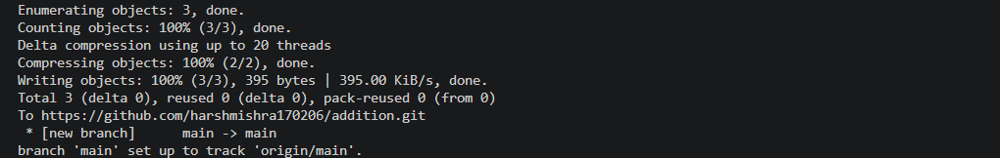 Enumerating objects: 3, done.
Counting objects: 100% (3/3), done.
Delta compression using up to 20 threads
Compressing objects: 100% (2/2), done.
Writing objects: 100% (3/3), 395 bytes | 395.00 KiB/s, done.
Total 3 (delta 0), reused 0 (delta 0), pack-reused 0 (from 0)
To https://github.com/harshmishra170206/addition.git
 * [new branch]      main -> main
branch 'main' set up to track 'origin/main'.